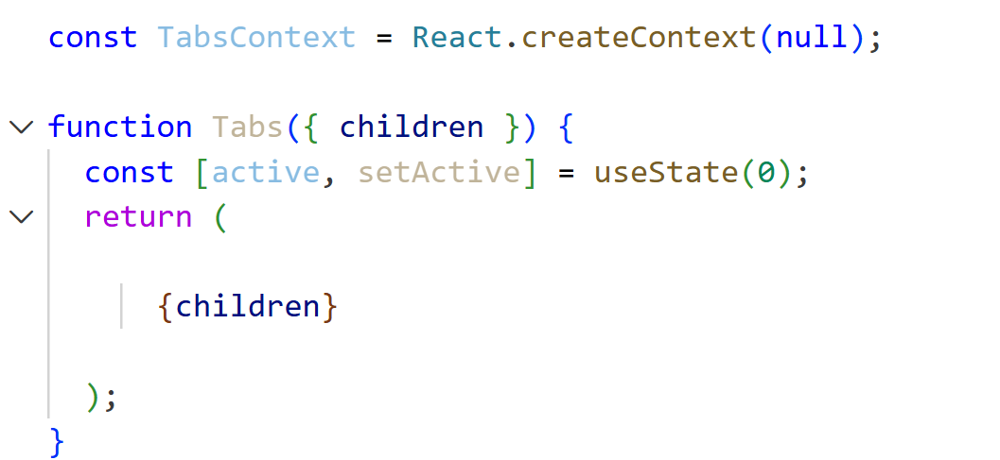 const TabsContext = React.createContext(null);
function Tabs({ children }) {
const [active, setActive] = useState(0);
return (
{children}
);
}